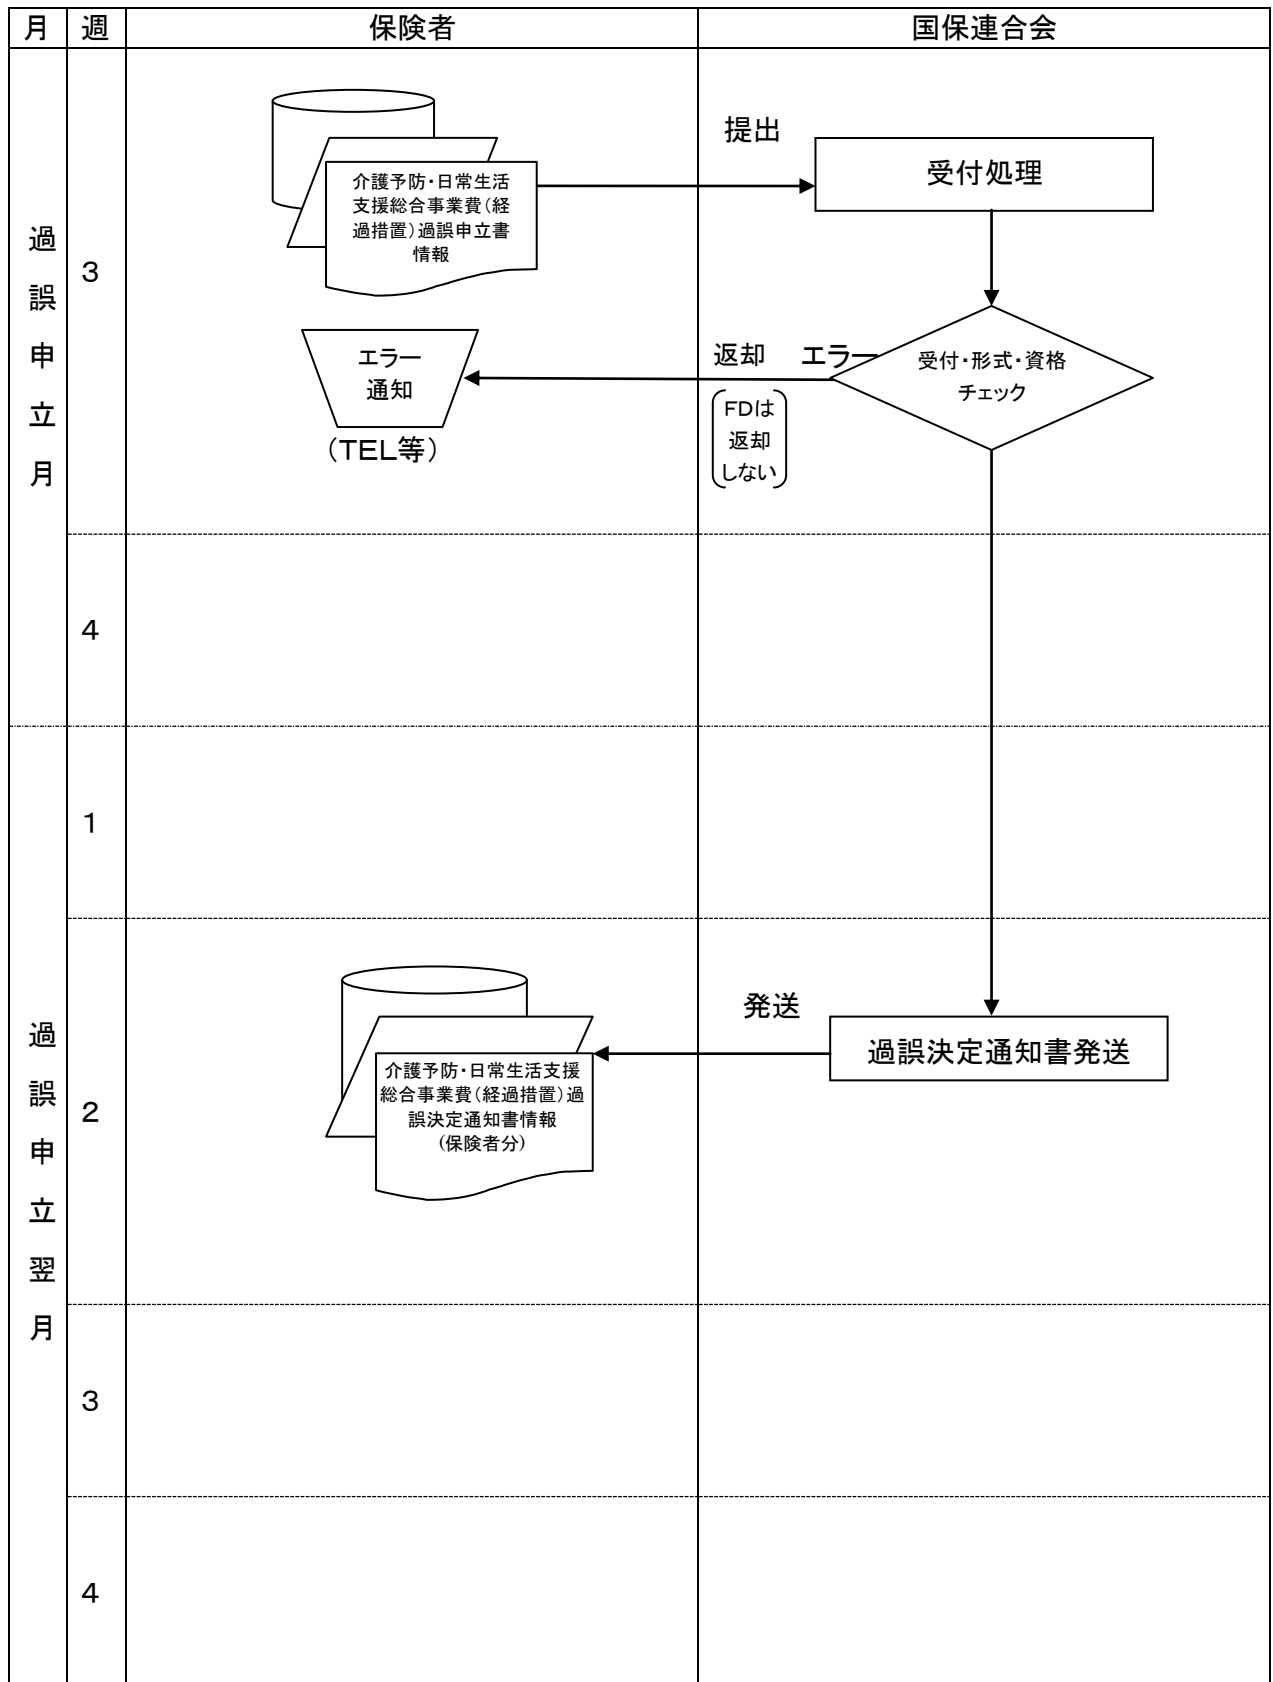 月 週 保険者 国保連合会
過
誤
申
立
月
3
介護予防・日常生活
支援総合事業費(経
過措置)過誤申立書
情報
提出
受付処理
エラー
通知
(TEL等)
返却 エラー
FDは
返却
しない
受付・形式・資格
チェック
4
過
誤
申
立
翌
月
1
2
介護予防・日常生活支援
総合事業費(経過措置)過
誤決定通知書情報
(保険者分)
発送
過誤決定通知書発送
3
4